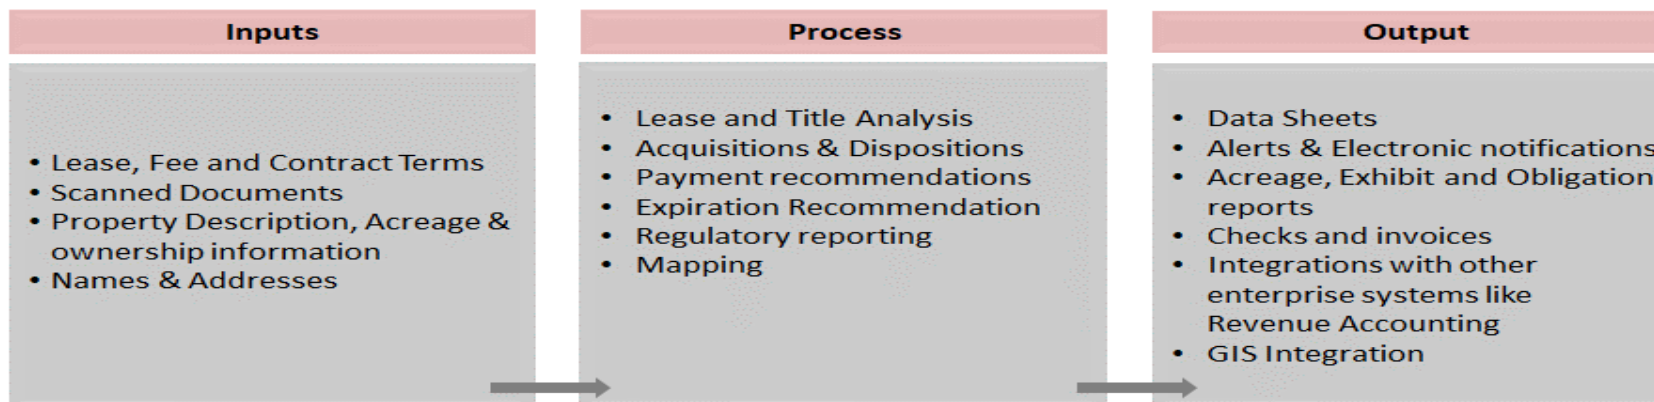 Inputs
• Lease, Fee and Contract Terms
• Scanned Documents
• Property Description, Acreage &
ownership information
• Names & Addresses
Process
• Lease and Title Analysis
• Acquisitions & Dispositions
• Payment recommendations
• Expiration Recommendation
• Regulatory reporting
• Mapping
Output
• Data Sheets
• Alerts & Electronic notifications
• Acreage, Exhibit and Obligation
reports
• Checks and invoices
• Integrations with other
enterprise systems like
Revenue Accounting
• GIS Integration